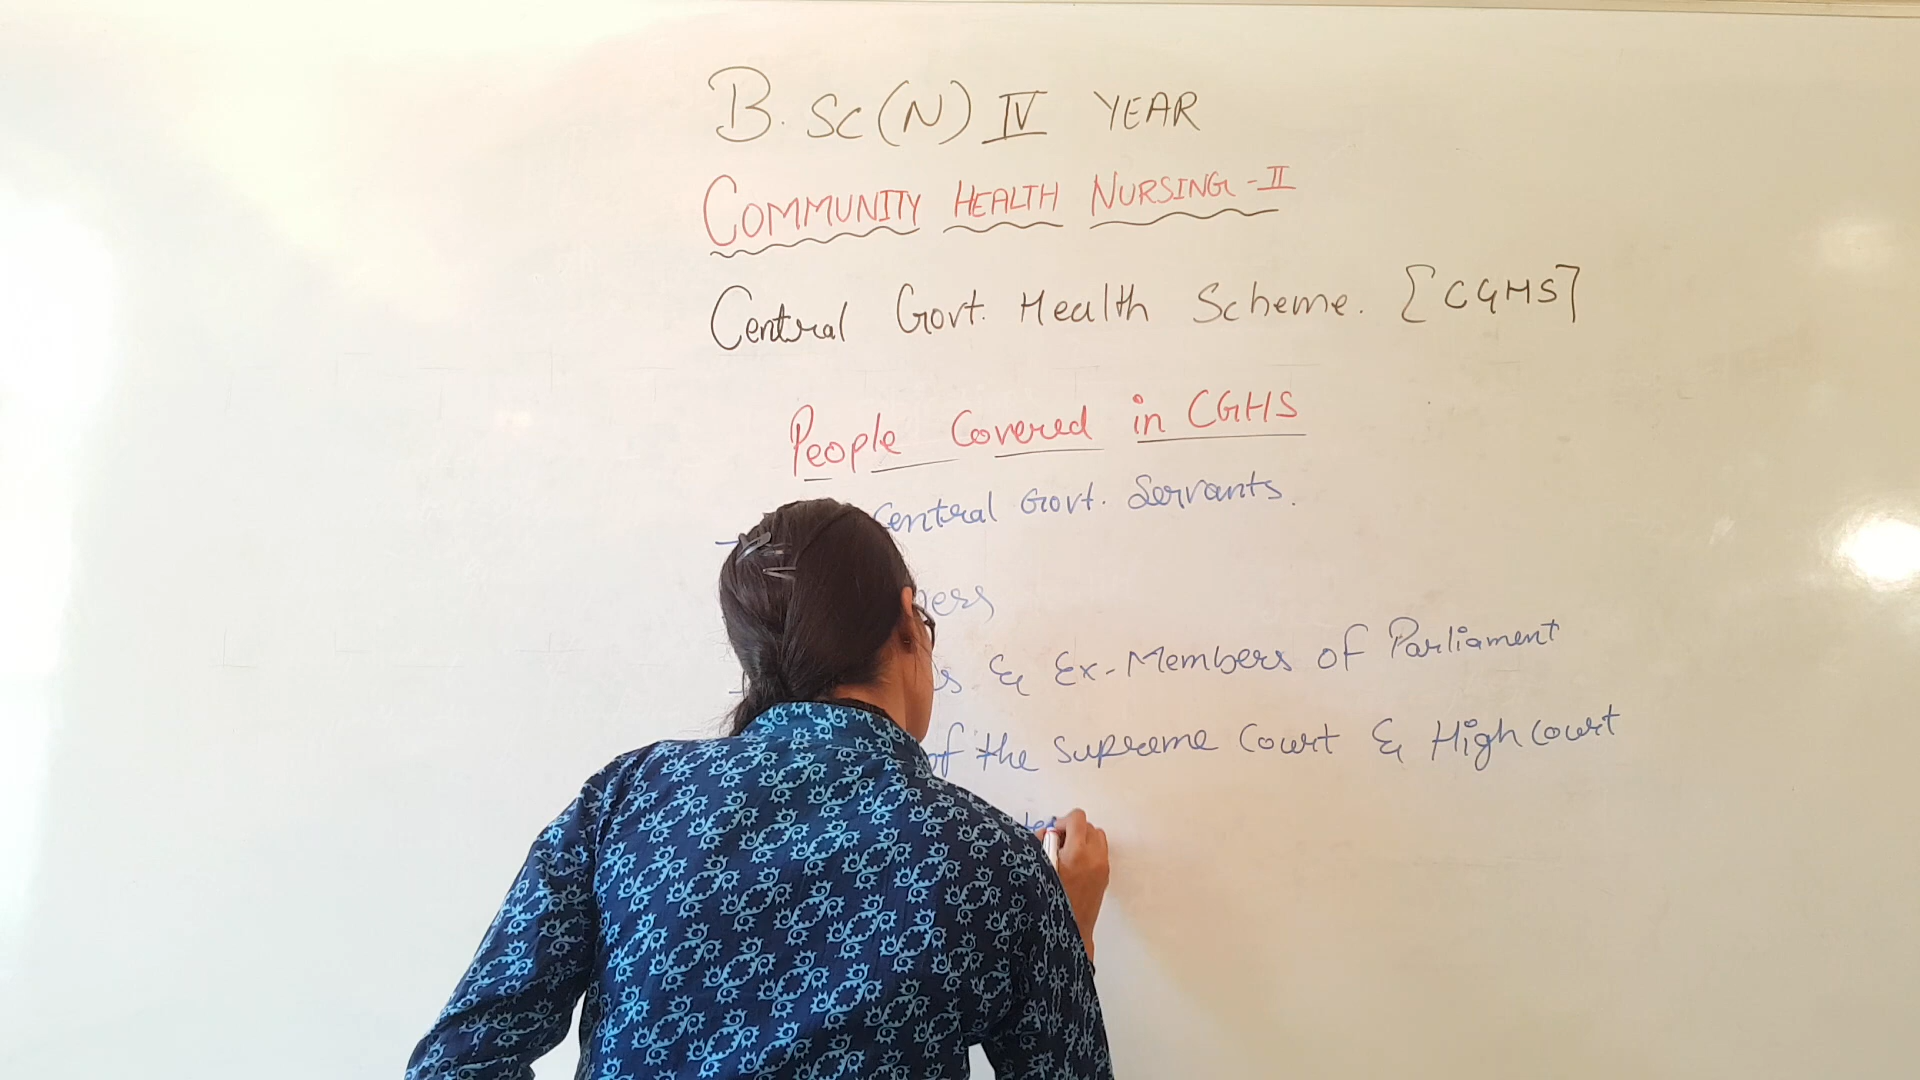 B.Sc(N) IV YEAR
COMMUNITY HEALTH NURSING-II
Central Govt. Health Scheme. [CGHS]
People Covered in CGHS
Central Govt. Servants.
& Ex-Members of Parliament
of the Supreme Court & High Court